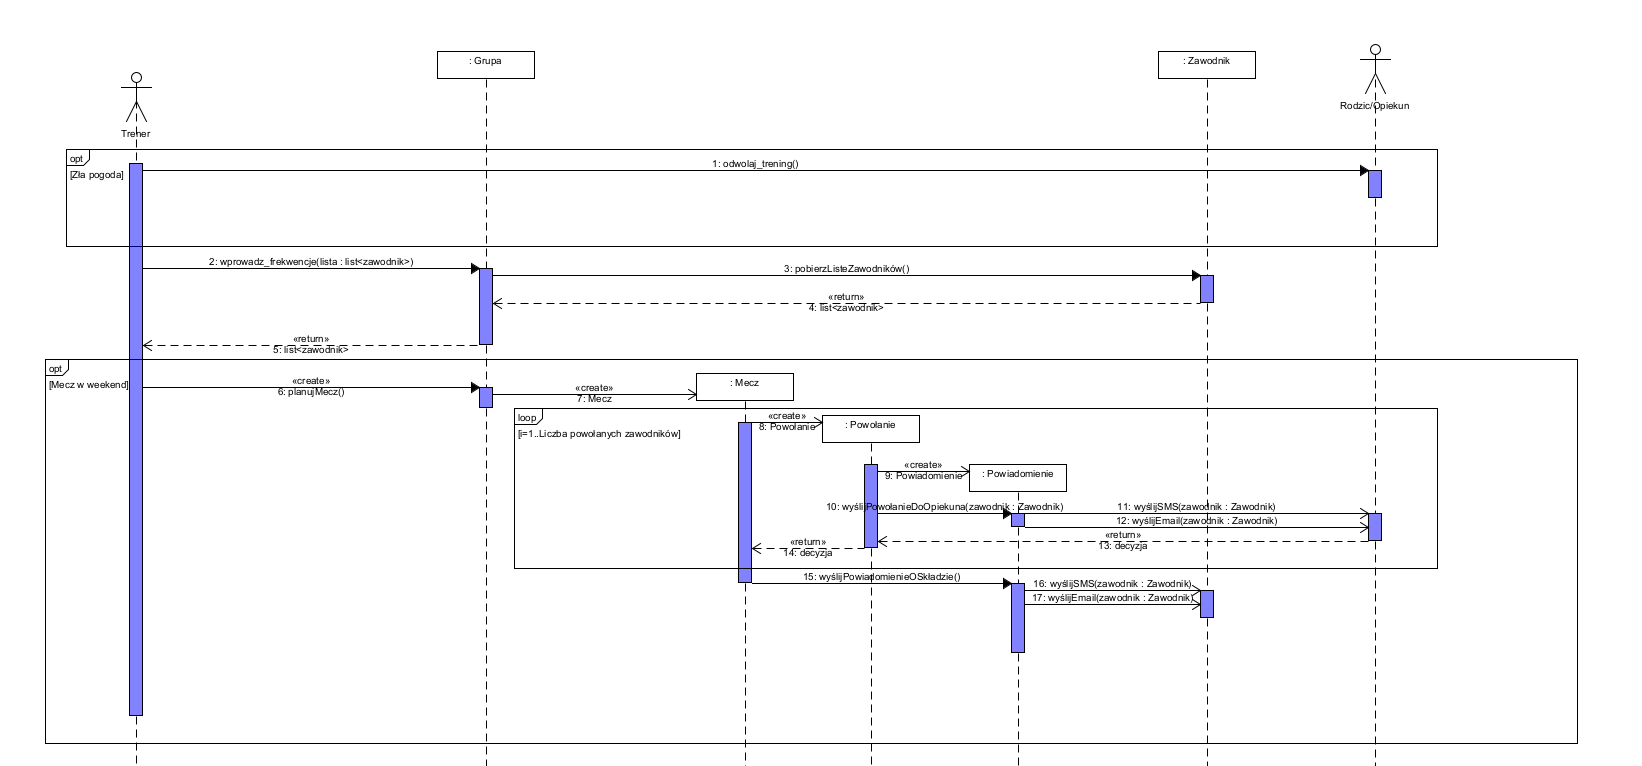 : Grupa
: Zawodnik
Rodzic/Opiekun
Trener
opt
[Zła pogoda]
1: odwolaj_trening()
2: wprowadz_frekwencje(lista : list<zawodnik>)
3: pobierzListeZawodników()
«return»
4: list<zawodnik>
«return»
5: list<zawodnik>
opt
[Mecz w weekend]
«create»
6: planujMecz()
«create»
7: Mecz
: Mecz
loop
[i=1..Liczba powołanych zawodników]
«create»
8: Powołanie
: Powołanie
«create»
9: Powiadomienie
: Powiadomienie
10: wyślijPowołanieDoOpiekuna(zawodnik : Zawodnik)
11: wyślijSMS(zawodnik : Zawodnik)
12: wyślijEmail(zawodnik : Zawodnik)
«return»
13: decyzja
«return»
14: decyzja
15: wyślijPowiadomienieOSkładzie()
16: wyślijSMS(zawodnik : Zawodnik)
17: wyślijEmail(zawodnik : Zawodnik)